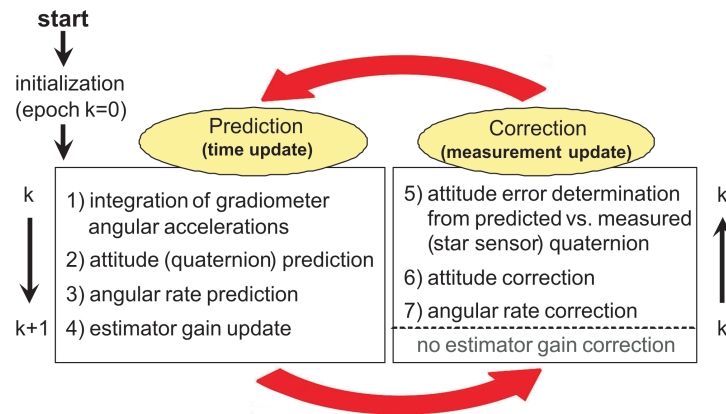 start
initialization
(epoch k=0)
Prediction
(time update)
Correction
(measurement update)
k
k+1
1) integration of gradiometer
angular accelerations
2) attitude (quaternion) prediction
3) angular rate prediction
4) estimator gain update
5) attitude error determination
from predicted vs. measured
(star sensor) quaternion
6) attitude correction
7) angular rate correction
no estimator gain correction
k
k